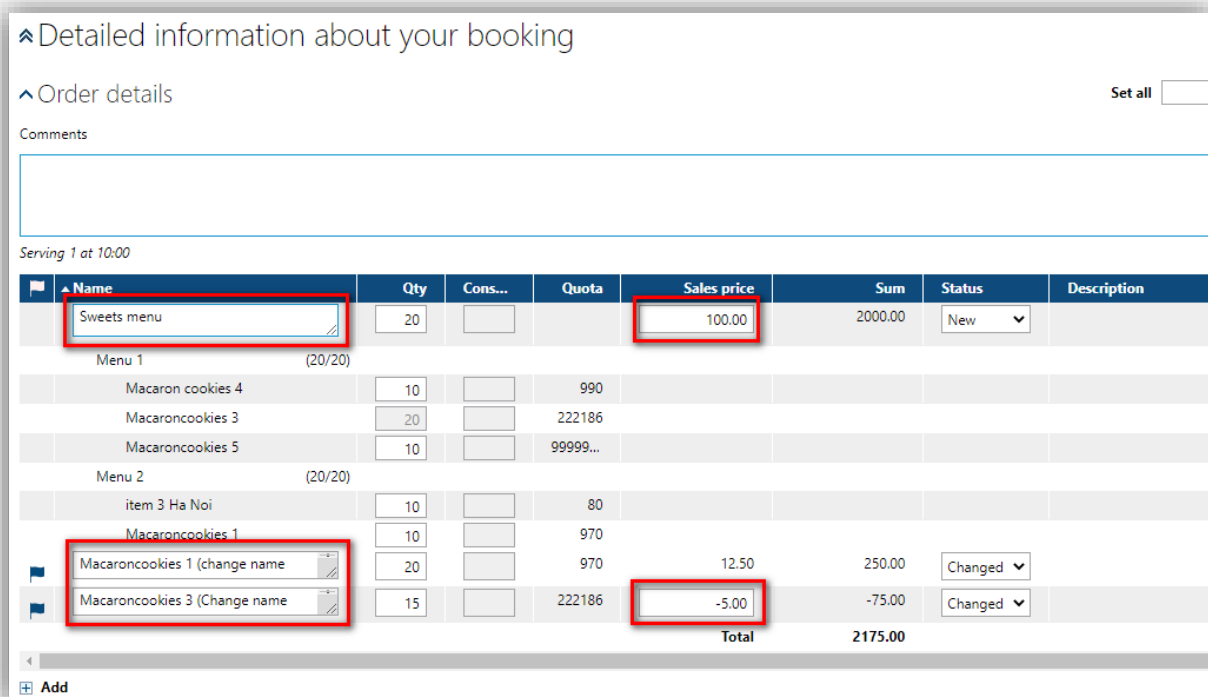 Detailed information about your booking
Order details Set all
Comments
Serving 1 at 10:00
Name Qty Cons... Quota Sales price Sum Status Description
Sweets menu 20 100.00 2000.00 New
Menu 1 (20/20)
Macaron cookies 4 10 990
Macaroncookies 3 20 222186
Macaroncookies 5 10 99999...
Menu 2 (20/20)
item 3 Ha Noi 10 80
Macaroncookies 1 10 970
Macaroncookies 1 (change name 20 970 12.50 250.00 Changed
Macaroncookies 3 (Change name 15 222186 -5.00 -75.00 Changed
Total 2175.00
Add